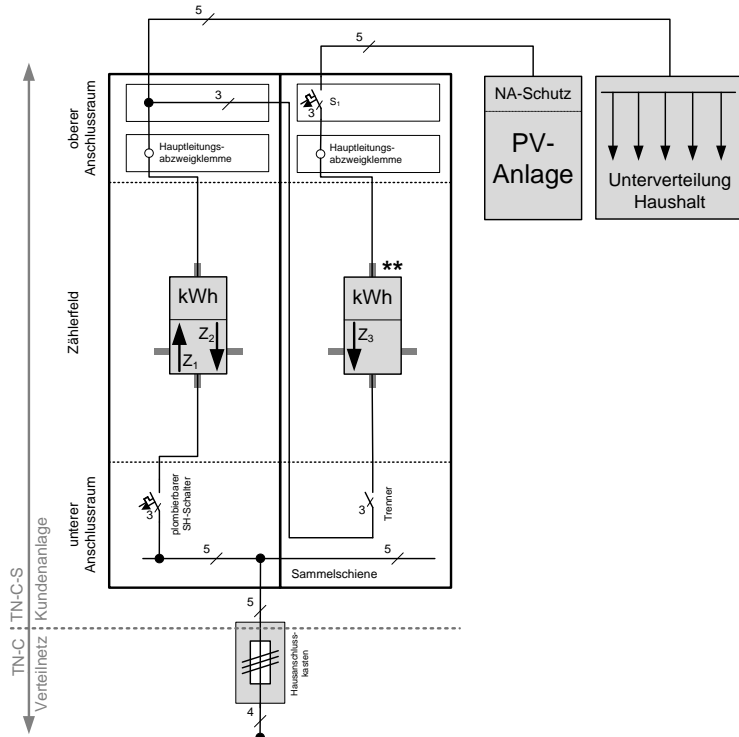 5
5
oberer
Anschlussraum
3
S1
3
Hauptleitungs-
abzweigklemme
Hauptleitungs-
abzweigklemme
NA-Schutz
PV-
Anlage
Unterverteilung
Haushalt
Zählerfeld
**
kWh
Z2
Z1
kWh
Z3
unterer
Anschlussraum
3
plombierbarer
SH-Schalter
3
Trenner
5
5
Sammelschiene
TN-C-S
Kundenanlage
5
TN-C
Verteilnetz
Hausanschluss-
kasten
4